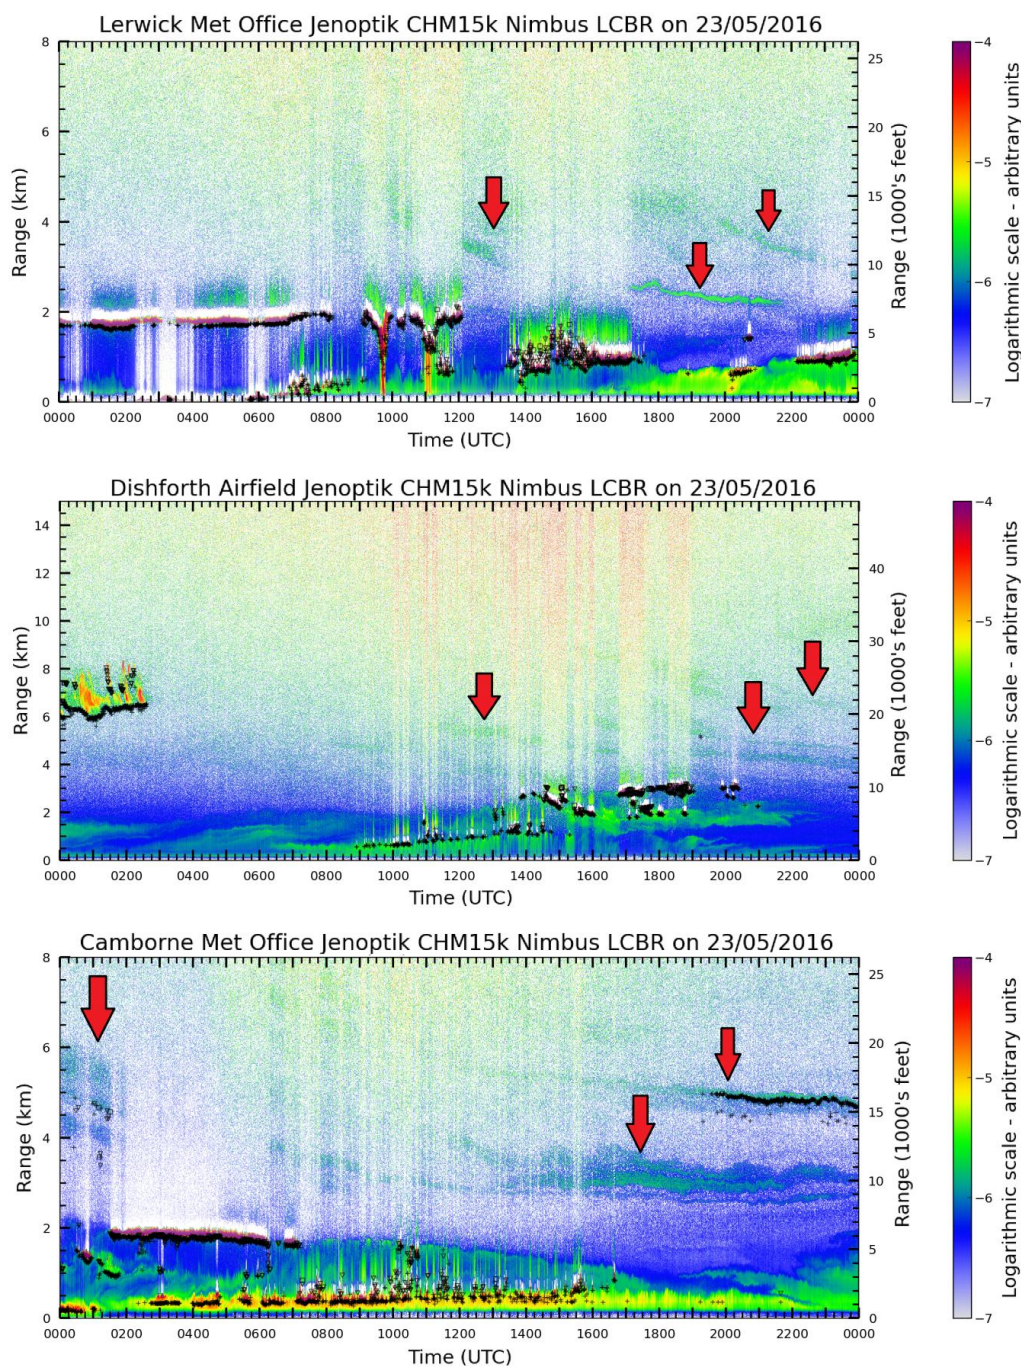 Lerwick Met Office Jenoptik CHM15k Nimbus LCBR on 23/05/2016
8
6
4
2
0
Range (km)
25
20
15
10
5
0
Range (1000's feet)
−4
−5
−6
−7
Logarithmic scale - arbitrary units
0000 0200 0400 0600 0800 1000 1200 1400 1600 1800 2000 2200 0000
Time (UTC)
Dishforth Airfield Jenoptik CHM15k Nimbus LCBR on 23/05/2016
14
12
10
8
6
4
2
0
Range (km)
40
30
20
10
0
Range (1000's feet)
−4
−5
−6
−7
Logarithmic scale - arbitrary units
0000 0200 0400 0600 0800 1000 1200 1400 1600 1800 2000 2200 0000
Time (UTC)
Camborne Met Office Jenoptik CHM15k Nimbus LCBR on 23/05/2016
8
6
4
2
0
Range (km)
25
20
15
10
5
0
Range (1000's feet)
−4
−5
−6
−7
Logarithmic scale - arbitrary units
0000 0200 0400 0600 0800 1000 1200 1400 1600 1800 2000 2200 0000
Time (UTC)